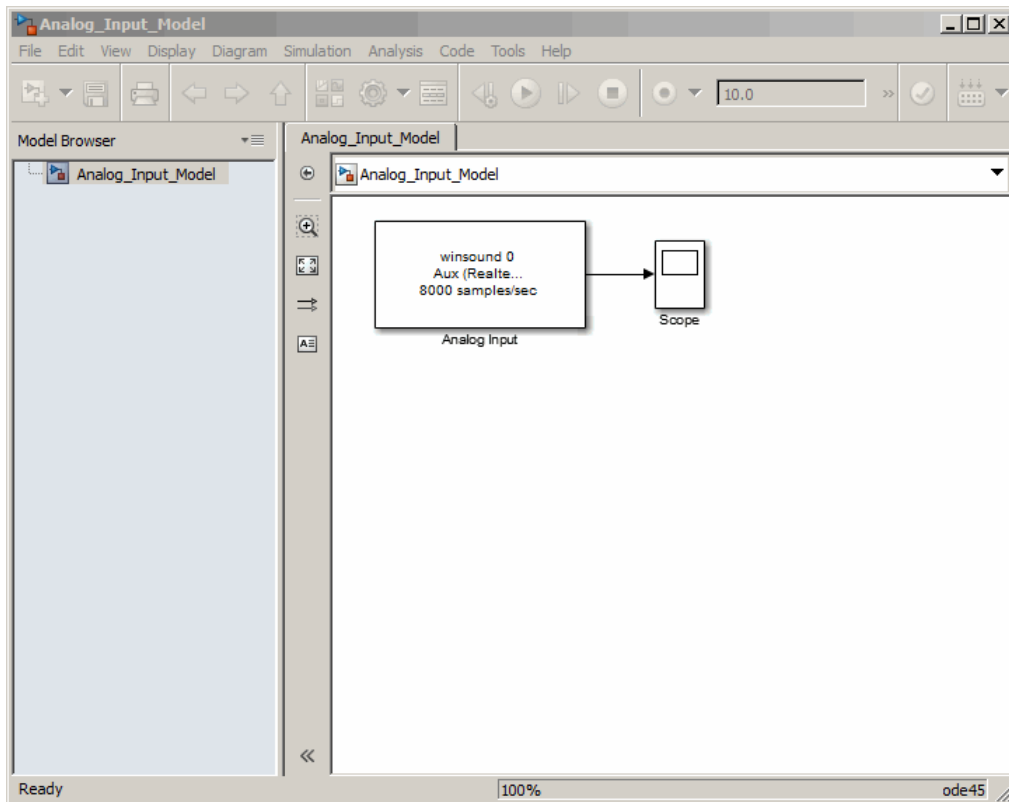 Analog_Input_Model
File Edit View Display Diagram Simulation Analysis Code Tools Help
10.0
Model Browser
Analog_Input_Model
Analog_Input_Model
Analog_Input_Model
winsound 0
Aux (Realte...
8000 samples/sec
Analog Input
Scope
Ready 100% ode45